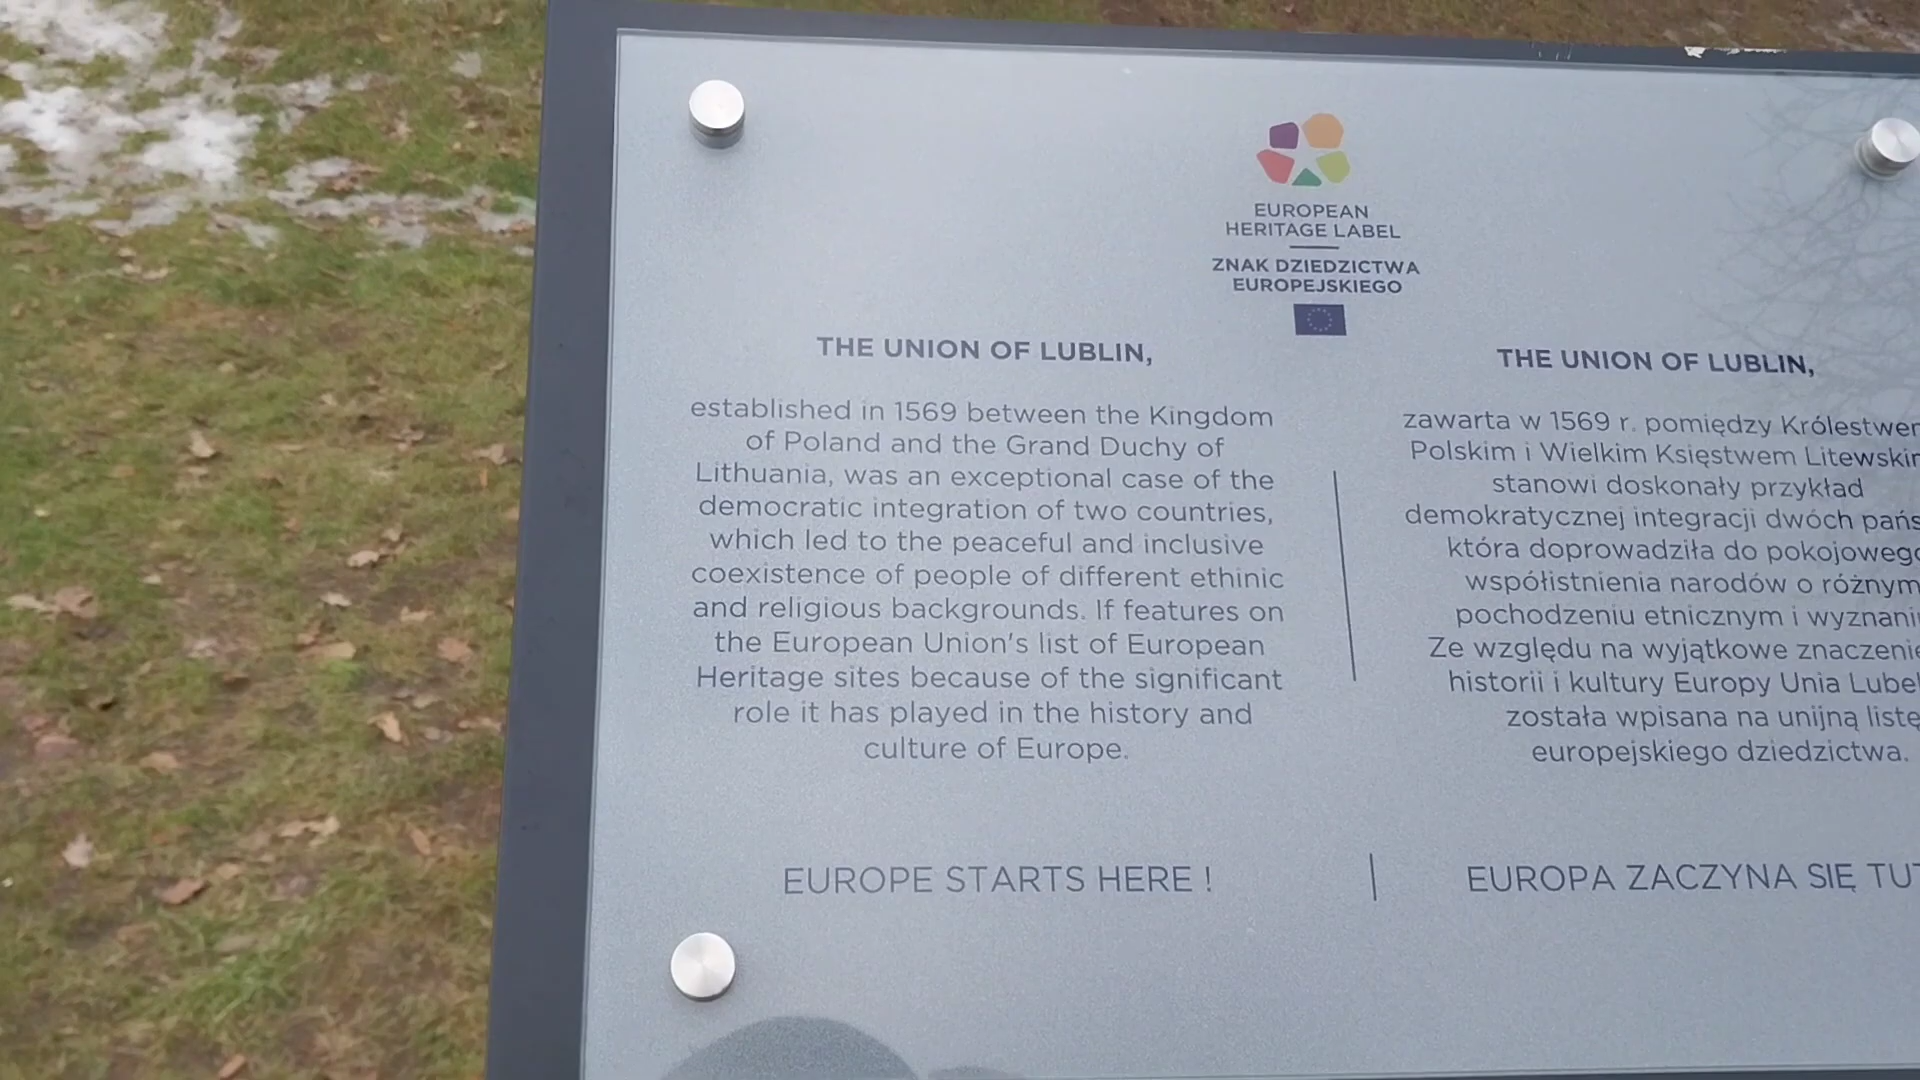 EUROPEAN
HERITAGE LABEL
ZNAK DZIEDZICTWA
EUROPEJSKIEGO
THE UNION OF LUBLIN,
established in 1569 between the Kingdom
of Poland and the Grand Duchy of
Lithuania, was an exceptional case of the
democratic integration of two countries,
which led to the peaceful and inclusive
coexistence of people of different ethinic
and religious backgrounds. If features on
the European Union's list of European
Heritage sites because of the significant
role it has played in the history and
culture of Europe.
EUROPE STARTS HERE !
THE UNION OF LUBLIN,
zawarta w 1569 r. pomiędzy
Polskim i Wielkim Księstwem
stanowi doskonały przykład
demokratycznej integracji dwóch
która doprowadziła do
współistnienia narodów o różnym
pochodzeniu etnicznym i
Ze względu na wyjątkowe
historii i kultury Europy Unia
została wpisana na unijną listę
europejskiego dziedzictwa.
EUROPA ZACZYNA SIĘ